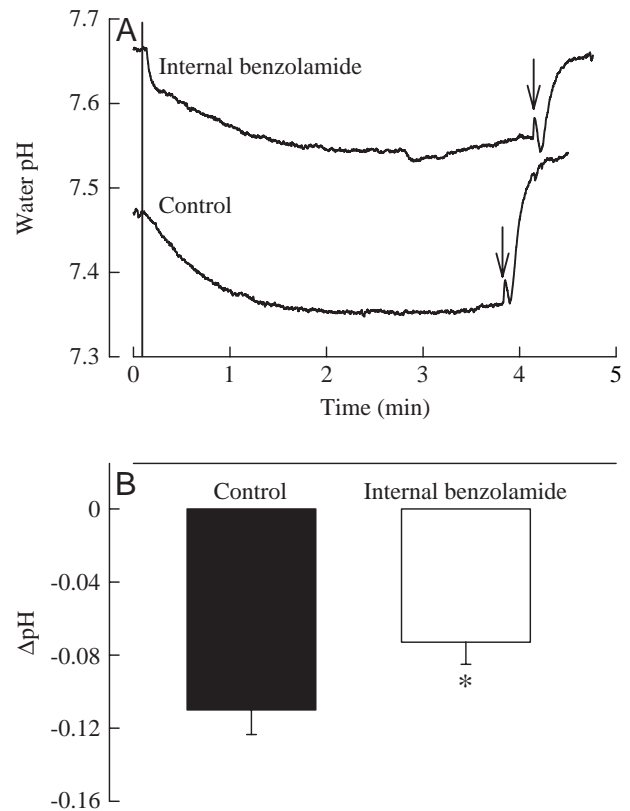 A
7.7
Internal benzolamide
7.6
Water pH
7.5
Control
7.4
7.3
0 1 2 3 4 5
Time (min)
B
Control Internal benzolamide
0
-0.04
ΔpH
-0.08
*
-0.12
-0.16